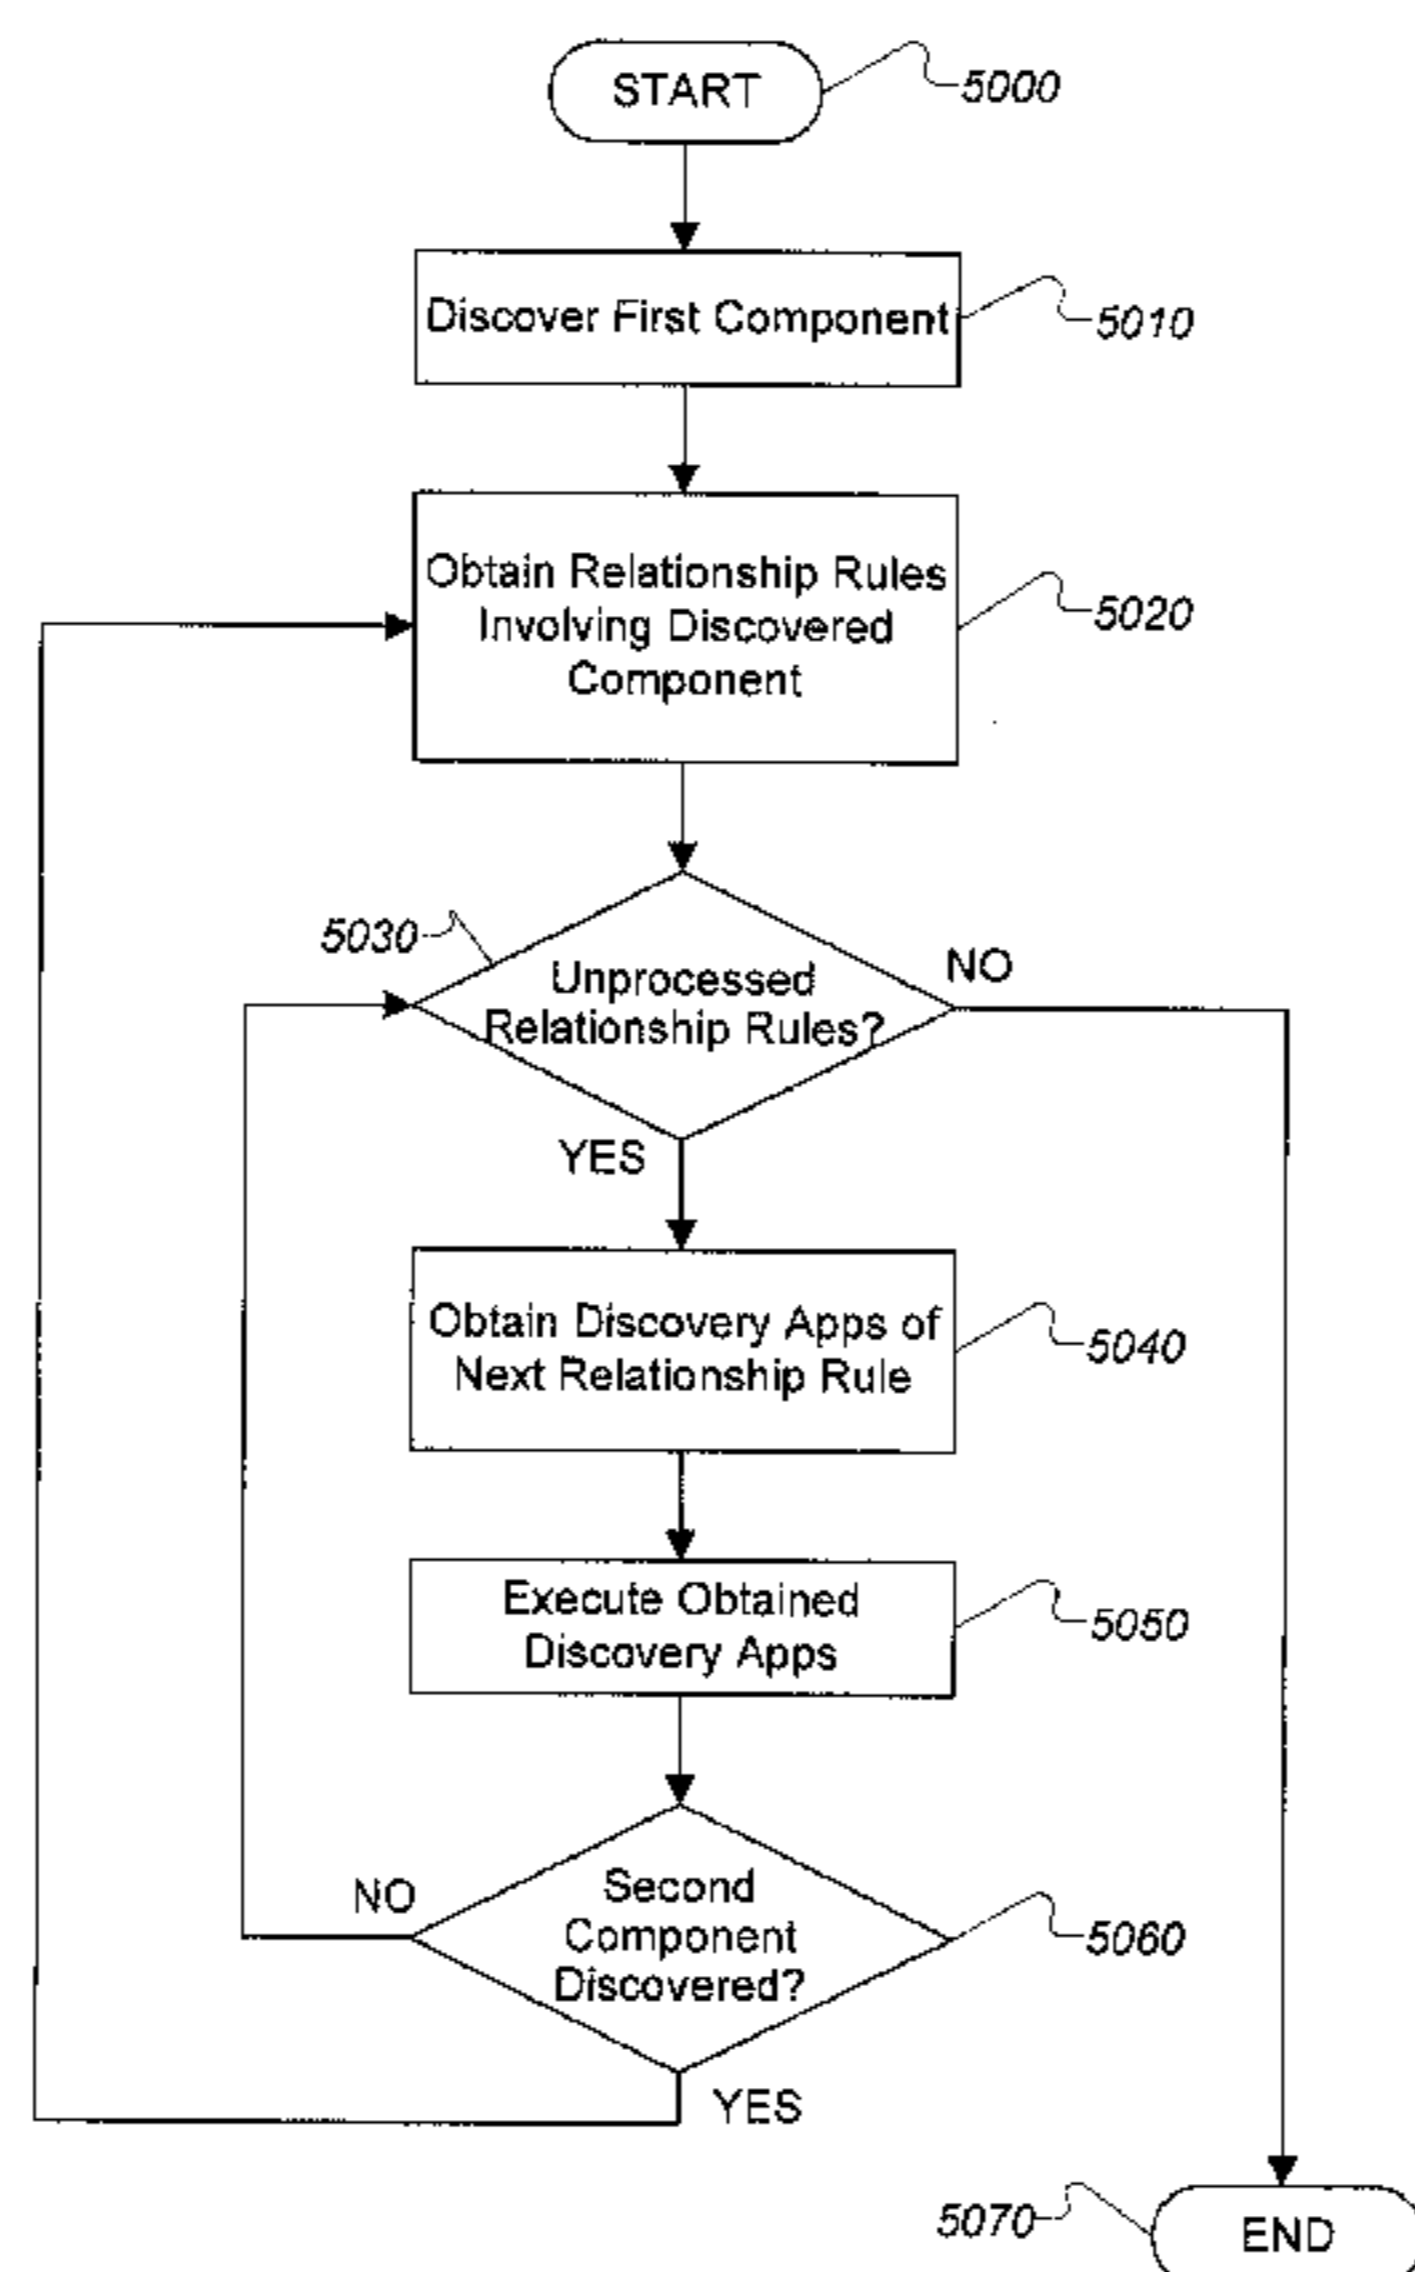 START
5000
Discover First Component
5010
Obtain Relationship Rules
Involving Discovered
Component
5020
5030
Unprocessed
Relationship Rules?
NO
YES
Obtain Discovery Apps of
Next Relationship Rule
5040
Execute Obtained
Discovery Apps
5050
NO
Second
Component
Discovered?
5060
YES
5070
END